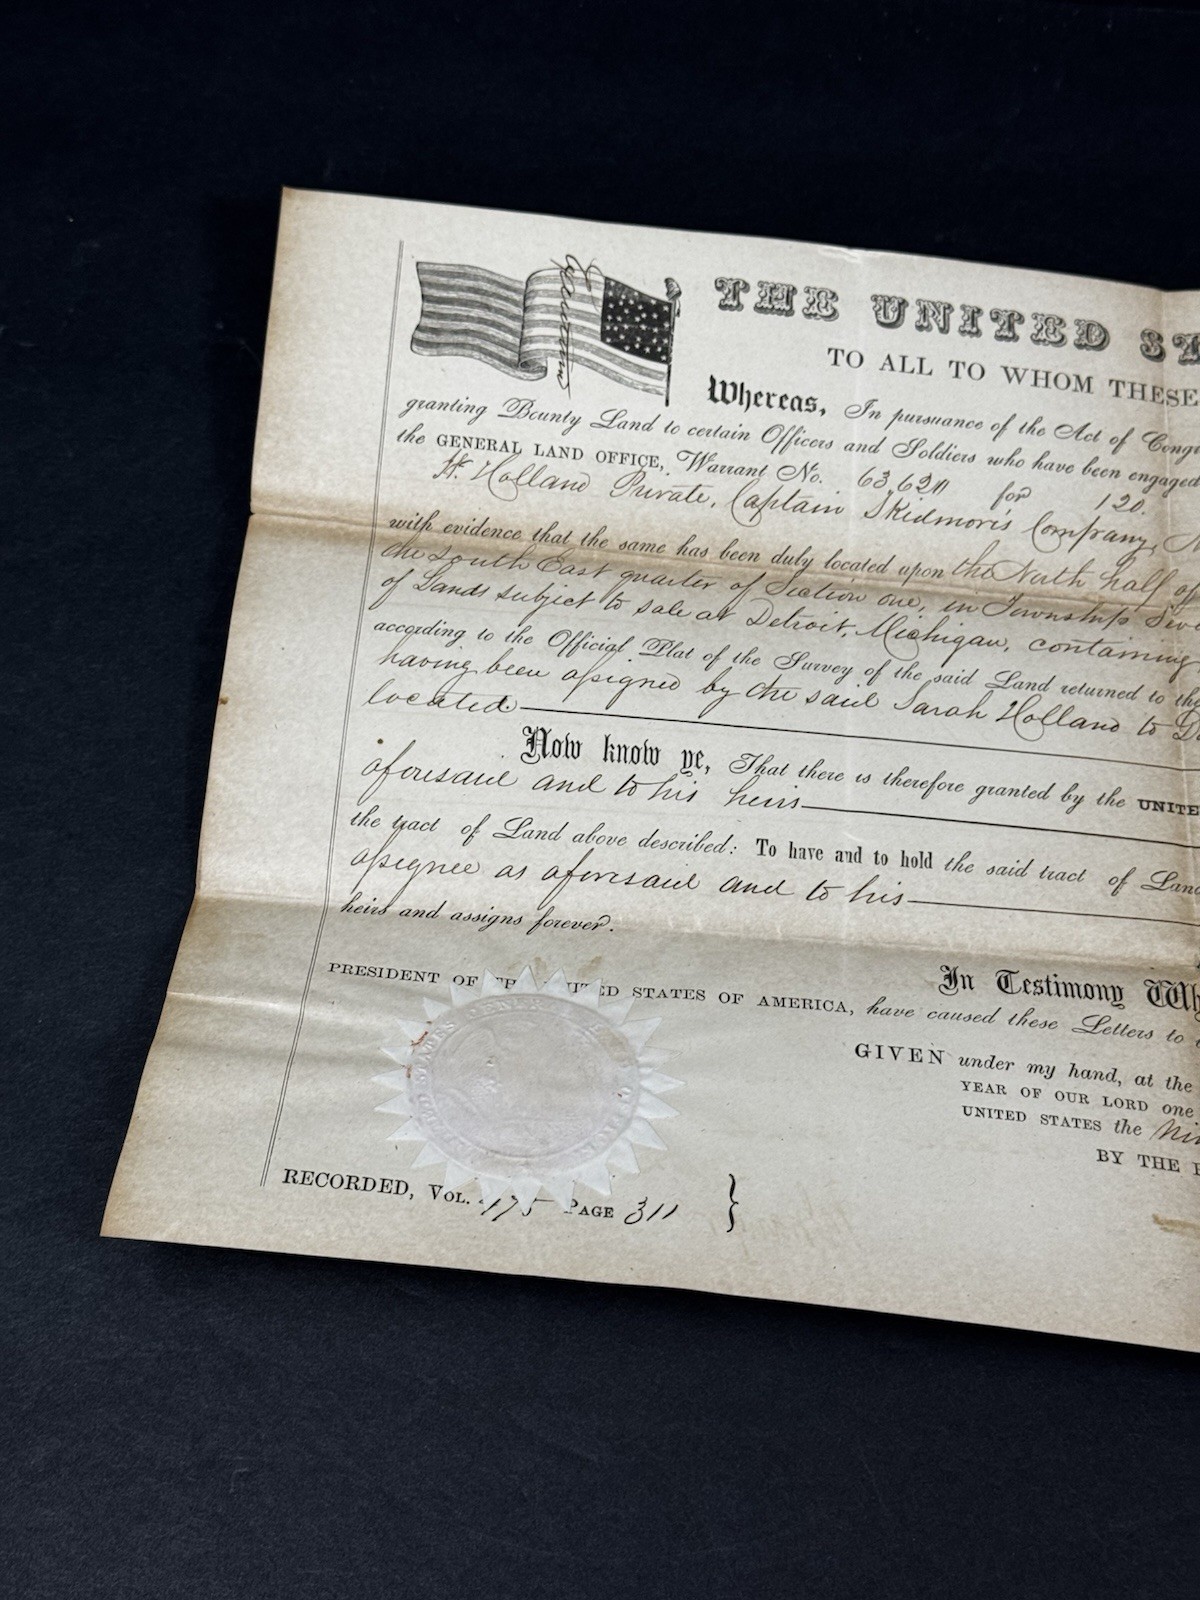 THE UNITED ST
TO ALL TO WHOM THESE
Whereas, In pursuance of the Act of Congr
granting Bounty Land to certain Officers and Soldiers who have been engaged
the GENERAL LAND OFFICE, Warrant No. 63,620 for 120.
H. Holland Private, Captain Skidmore's Company,
with evidence that the same has been duly located upon the North half of
the South East quarter of Section one, in Township Seve
of Lands subject to sale at Detroit, Michigan, containing
according to the Official Plat of the Survey of the said Land returned to the
having been assigned by the said Sarah Holland to D
located.
Now know ye, That there is therefore granted by the UNITE
aforesaid and to his heirs
the tract of Land above described: To have and to hold the said tract of Land
assignee as aforesaid and to his
heirs and assigns forever.
In Testimony Wh
PRESIDENT OF THE UNITED STATES OF AMERICA, have caused these Letters to
GIVEN under my hand, at the
YEAR OF OUR LORD one
UNITED STATES the Nin
BY THE P
RECORDED, VOL. 475 PAGE 311